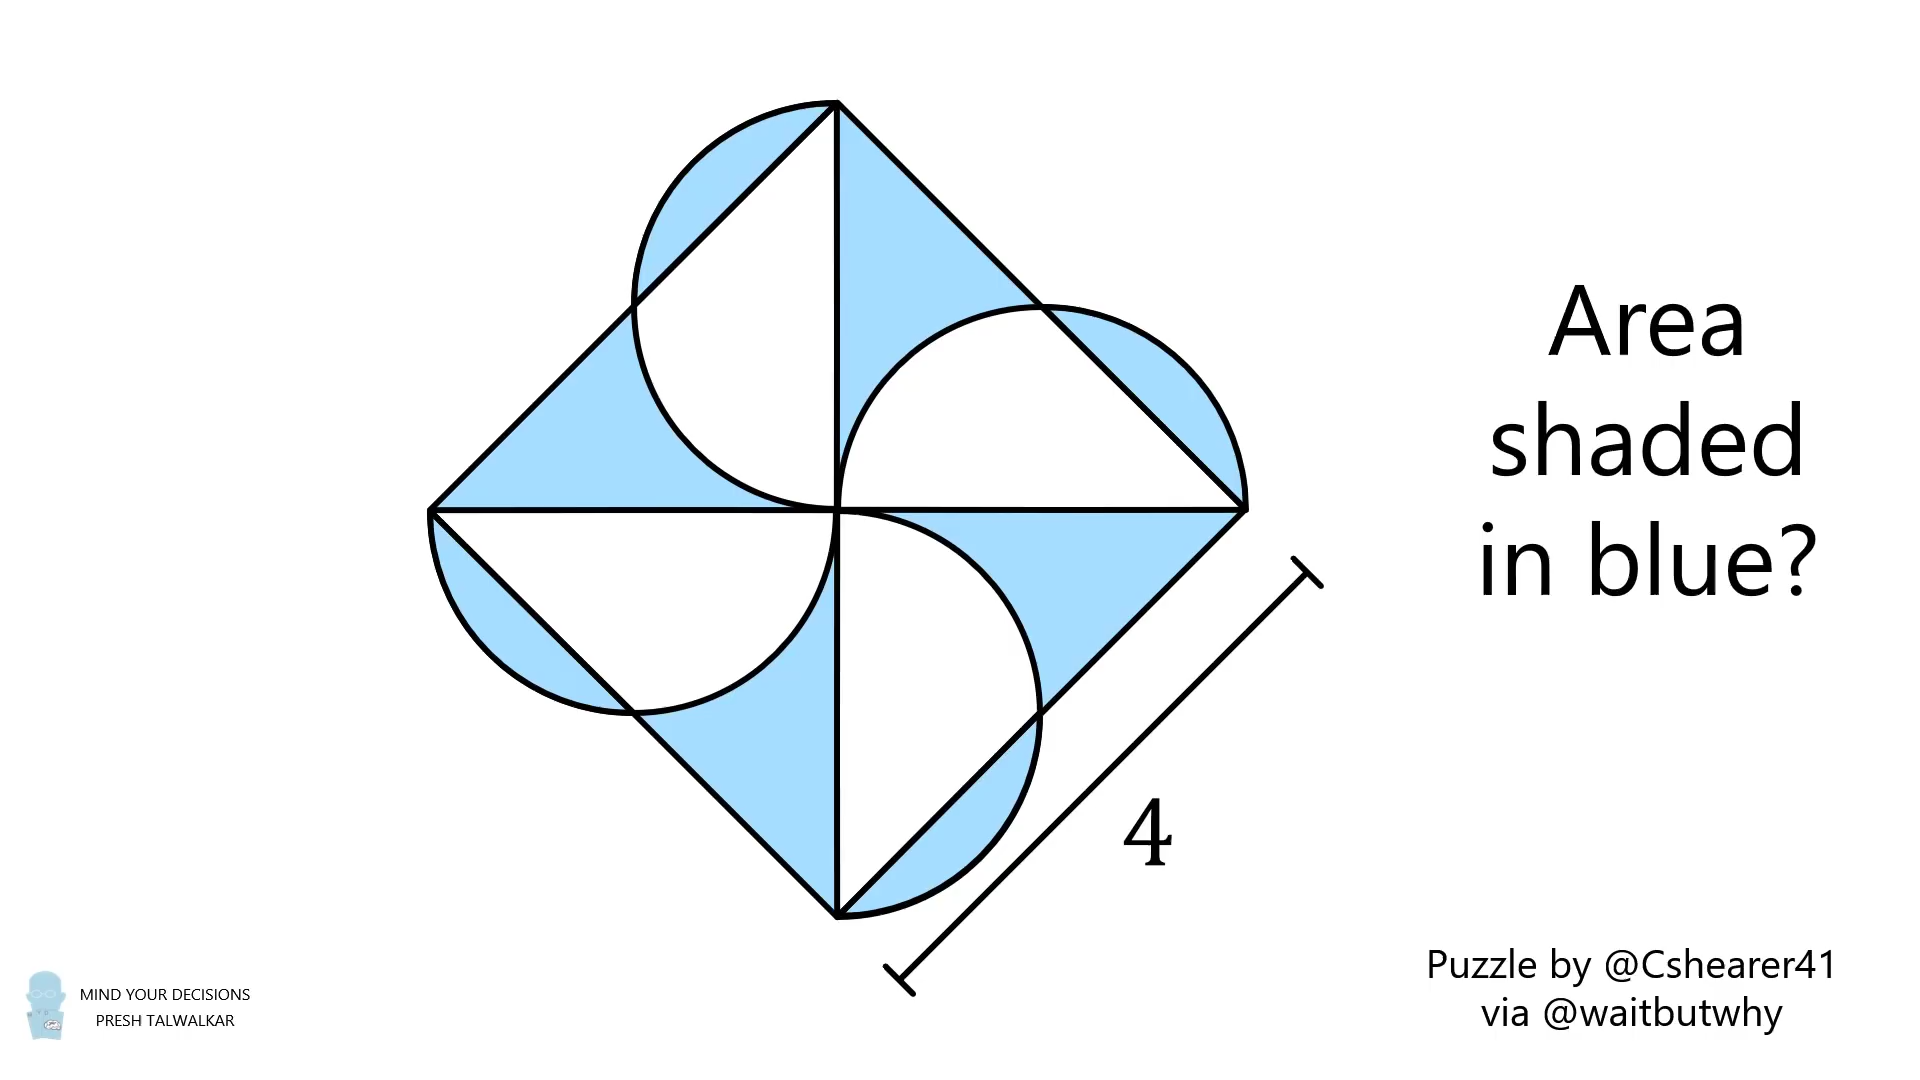 Area
shaded
in blue?
4
Puzzle by @Cshearer41
via @waitbutwhy
MIND YOUR DECISIONS
PRESH TALWALKAR